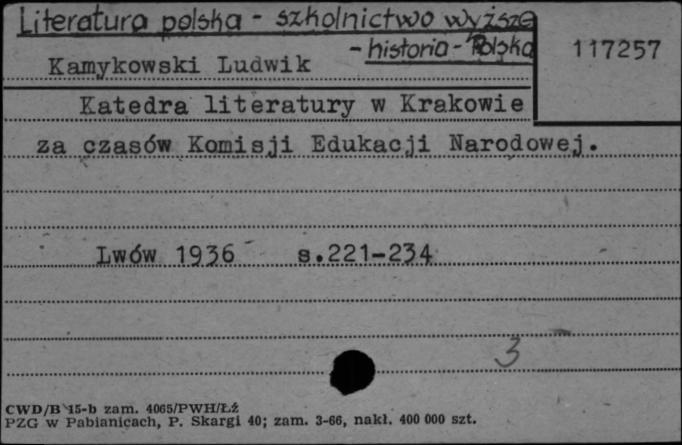 Literatura polska - szkolnictwo wyższe
- historia - Polska
117257
Kamykowski Ludwik
Katedra literatury w Krakowie
za czasów Komisji Edukacji Narodowej.
Lwów 1936 s.221-234
3
CWD/B 15-b zam. 4065/PWH/Łź
PZG w Pabianicach, P. Skargi 40; zam. 3-66, nakł. 400 000 szt.